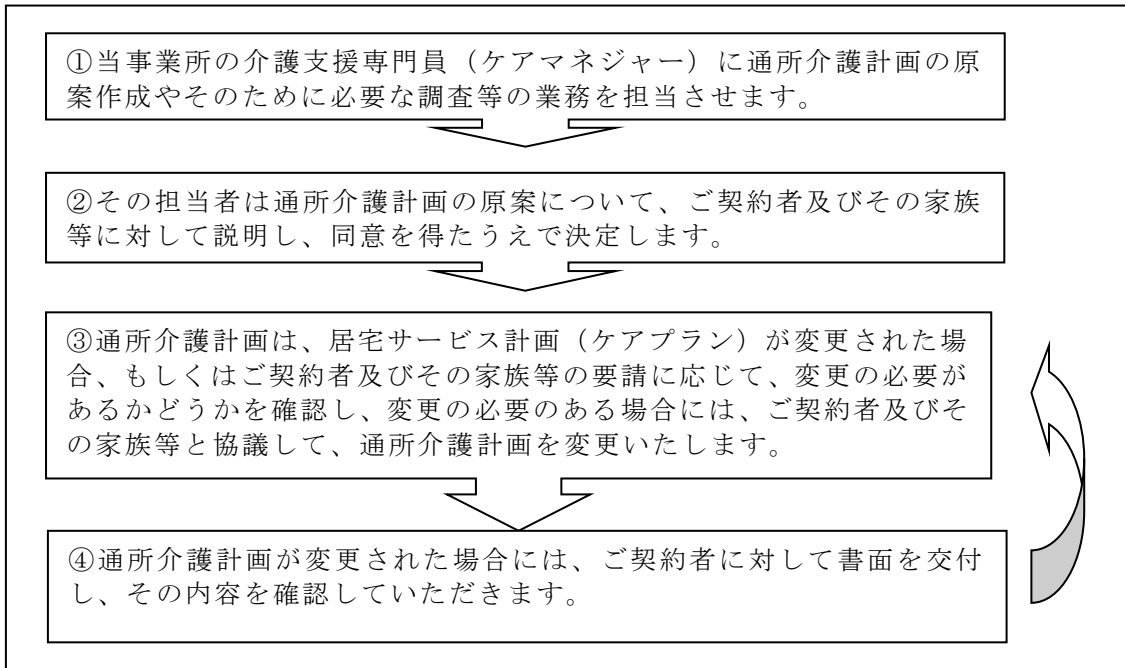 ①当事業所の介護支援専門員（ケアマネジャー）に通所介護計画の原
案作成やそのために必要な調査等の業務を担当させます。
②その担当者は通所介護計画の原案について、ご契約者及びその家族
等に対して説明し、同意を得たうえで決定します。
③通所介護計画は、居宅サービス計画（ケアプラン）が変更された場
合、もしくはご契約者及びその家族等の要請に応じて、変更の必要が
あるかどうかを確認し、変更の必要のある場合には、ご契約者及びそ
の家族等と協議して、通所介護計画を変更いたします。
④通所介護計画が変更された場合には、ご契約者に対して書面を交付
し、その内容を確認していただきます。